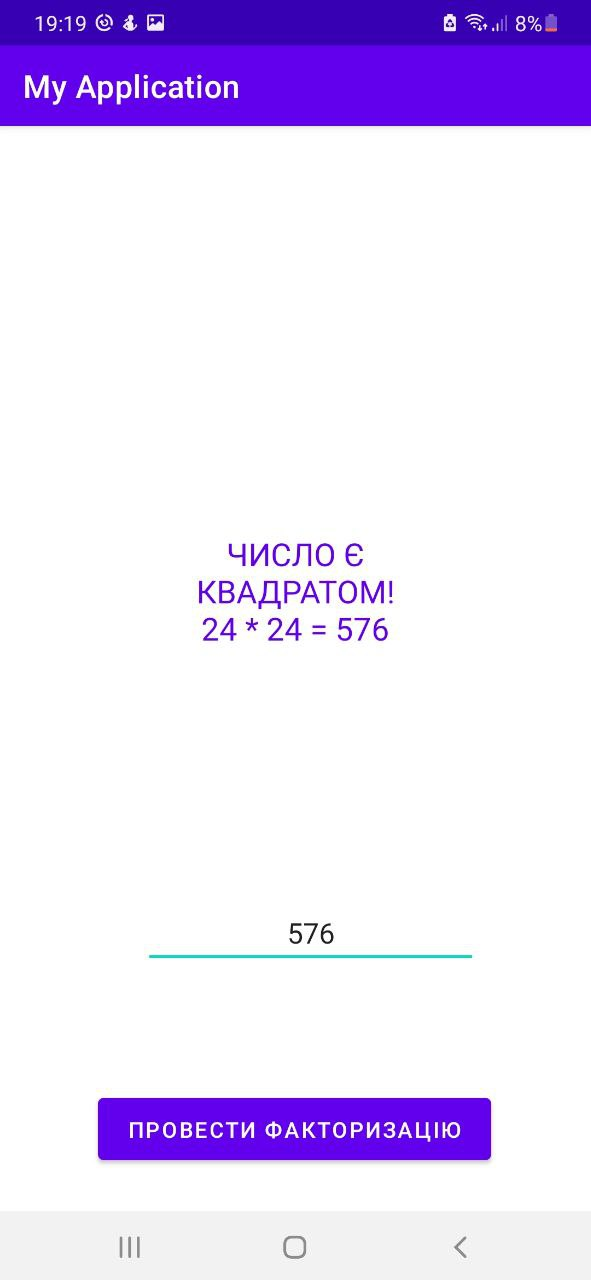 19:19 8%
My Application
ЧИСЛО Є
КВАДРАТОМ!
24 * 24 = 576
576
ПРОВЕСТИ ФАКТОРИЗАЦІЮ